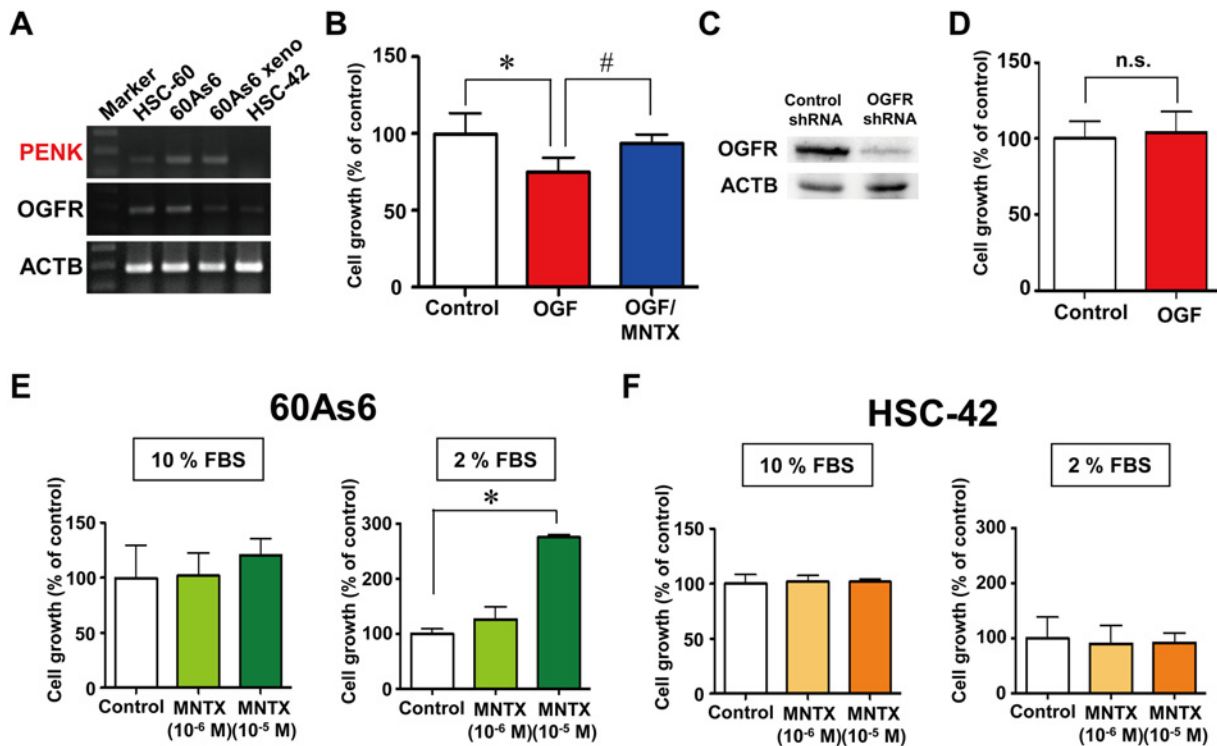 A
Marker
HSC-60
60As6
60As6 xeno
HSC-42
PENK
OGFR
ACTB
B
Cell growth (% of control)
150
100
50
0
*
#
Control
OGF
OGF/
MNTX
C
Control
shRNA
OGFR
shRNA
OGFR
ACTB
D
Cell growth (% of control)
150
100
50
0
n.s.
Control
OGF
E
60As6
10 % FBS
Cell growth (% of control)
150
100
50
0
Control
MNTX
(10⁻⁶ M)
MNTX
(10⁻⁵ M)
2 % FBS
Cell growth (% of control)
300
200
100
0
*
Control
MNTX
(10⁻⁶ M)
MNTX
(10⁻⁵ M)
F
HSC-42
10 % FBS
Cell growth (% of control)
150
100
50
0
Control
MNTX
(10⁻⁶ M)
MNTX
(10⁻⁵ M)
2 % FBS
Cell growth (% of control)
300
200
100
0
Control
MNTX
(10⁻⁶ M)
MNTX
(10⁻⁵ M)